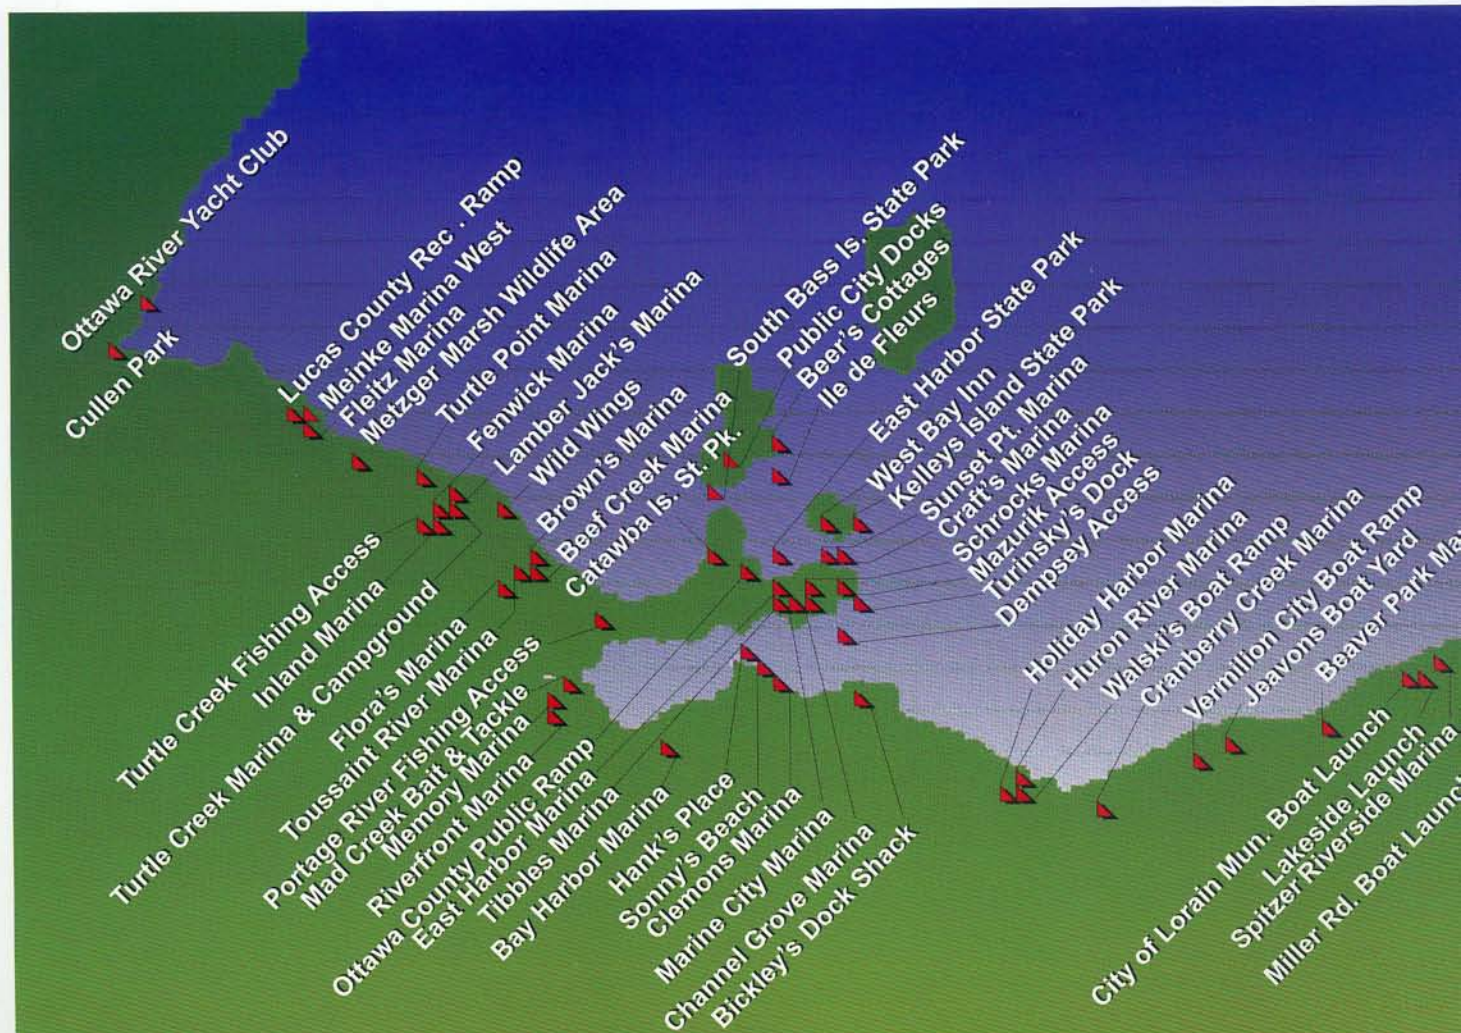 Ottawa River Yacht Club
Cullen Park
Lucas County Rec . Ramp
Meinke Marina West
Fleitz Marina
Metzger Marsh Wildlife Area
Turtle Point Marina
Fenwick Marina
Lamber Jack's Marina
Wild Wings
Brown's Marina
Beef Creek Marina
Catawba Is. St. Pk.
South Bass Is. State Park
Public City Docks
Beer's Cottages
Ile de Fleurs
East Harbor State Park
West Bay Inn
Kelleys Island State Park
Sunset Pt. Marina
Craft's Marina
Schrocks Marina
Mazurik Access
Turinsky's Dock
Dempsey Access
Holiday Harbor Marina
Huron River Marina
Walski's Boat Ramp
Cranberry Creek Marina
Vermillion City Boat Ramp
Jeavons Boat Yard
Beaver Park Ma
Turtle Creek Fishing Access
Inland Marina
Turtle Creek Marina & Campground
Flora's Marina
Toussaint River Marina
Portage River Fishing Access
Mad Creek Bait & Tackle
Memory Marina
Riverfront Marina
Ottawa County Public Ramp
East Harbor Marina
Tibbles Marina
Bay Harbor Marina
Hank's Place
Sonny's Beach
Clemons Marina
Marine City Marina
Channel Grove Marina
Bickley's Dock Shack
City of Lorain Mun. Boat Launch
Lakeside Launch
Spitzer Riverside Marina
Miller Rd. Boat Launch